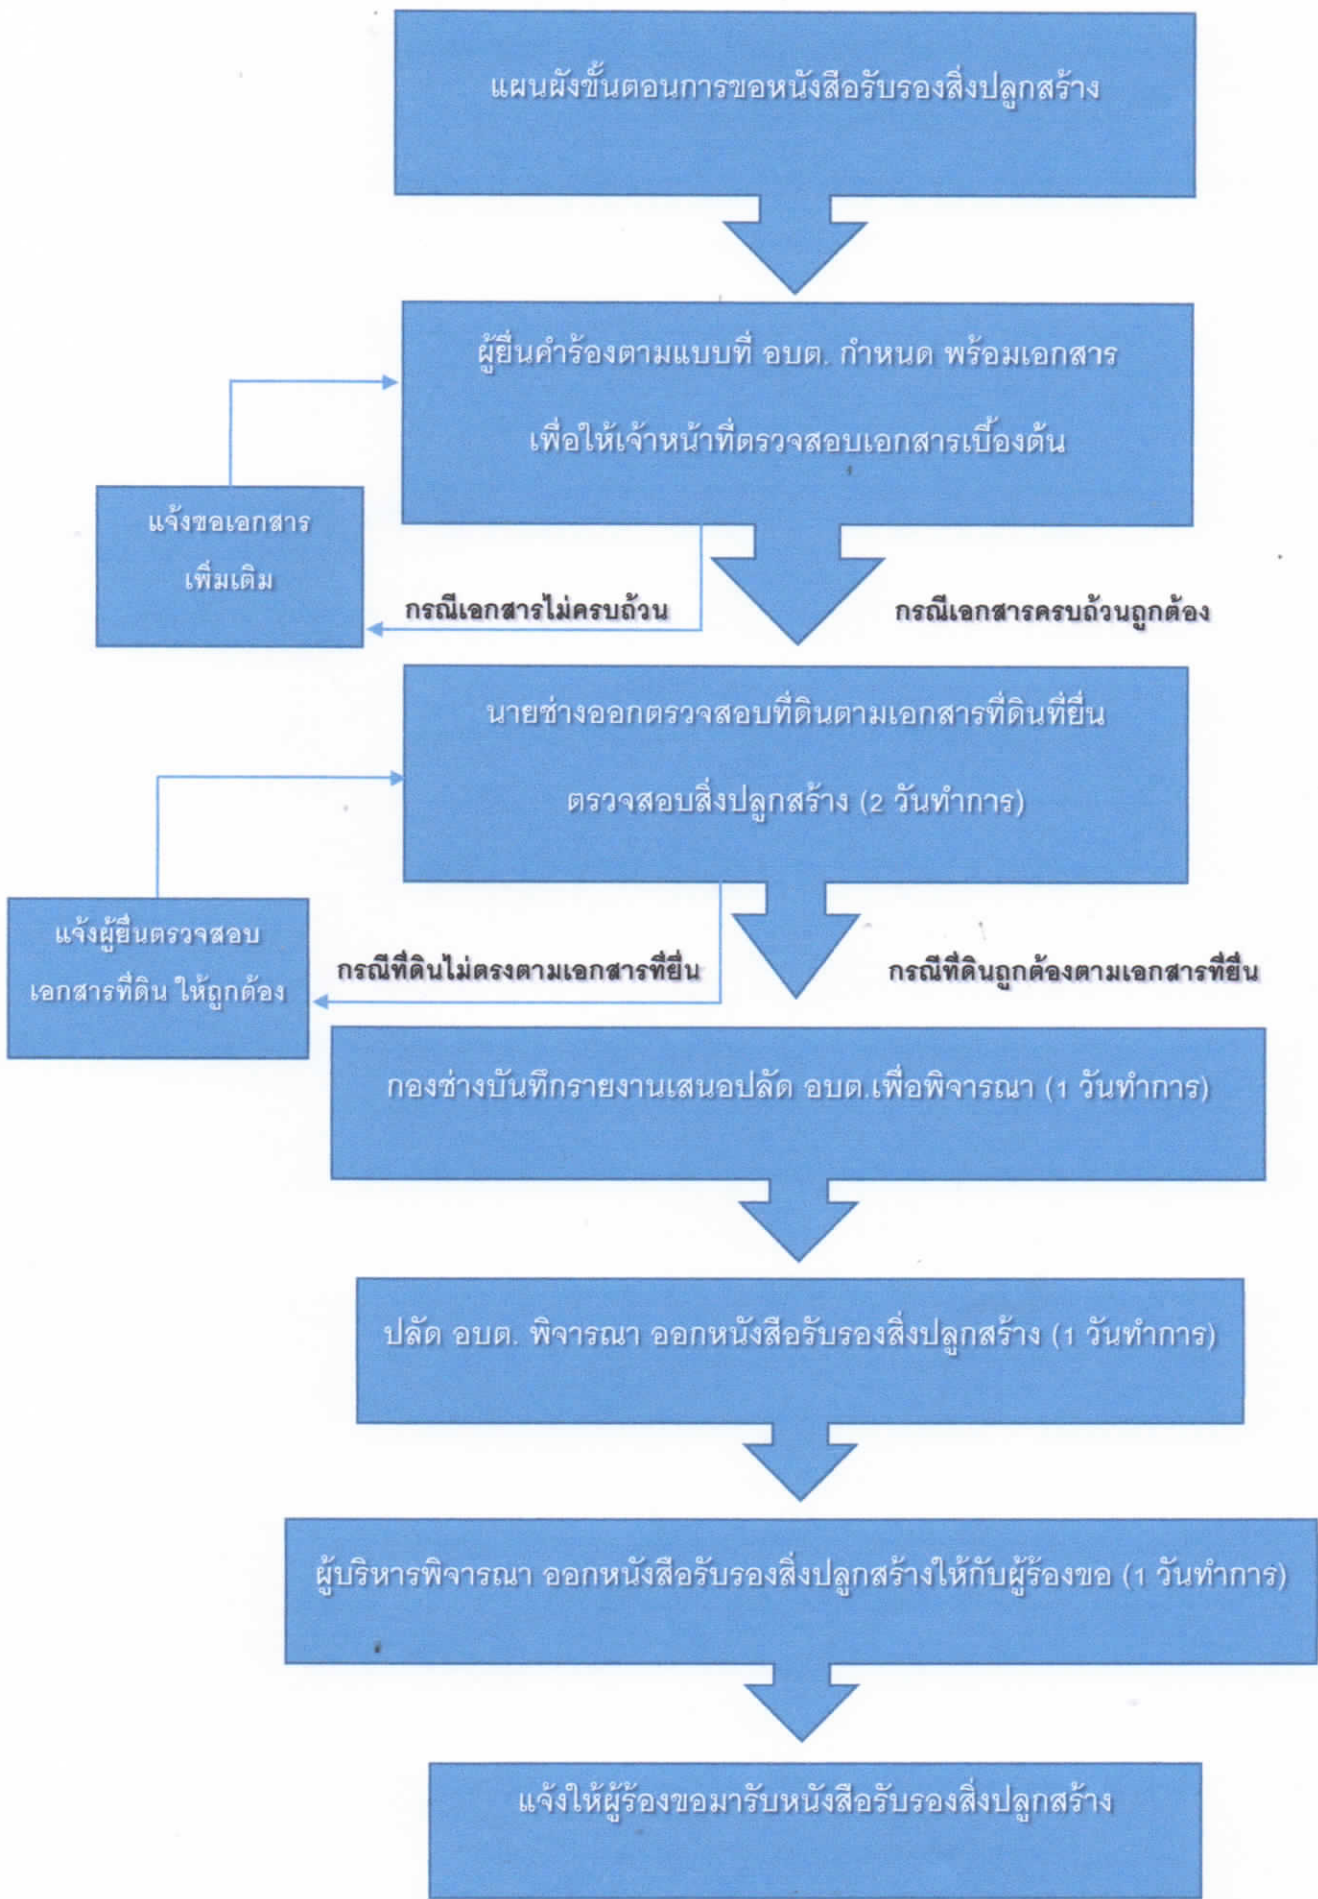 แผนผังขั้นตอนการขอหนังสือรับรองสิ่งปลูกสร้าง
ผู้ยื่นคำร้องตามแบบที่ อบต. กำหนด พร้อมเอกสาร
เพื่อให้เจ้าหน้าที่ตรวจสอบเอกสารเบื้องต้น
แจ้งขอเอกสาร
เพิ่มเติม
กรณีเอกสารไม่ครบถ้วน
กรณีเอกสารครบถ้วนถูกต้อง
นายช่างออกตรวจสอบที่ดินตามเอกสารที่ดินที่ยื่น
ตรวจสอบสิ่งปลูกสร้าง (2 วันทำการ)
แจ้งผู้ยื่นตรวจสอบ
เอกสารที่ดิน ให้ถูกต้อง
กรณีที่ดินไม่ตรงตามเอกสารที่ยื่น
กรณีที่ดินถูกต้องตามเอกสารที่ยื่น
กองช่างบันทึกรายงานเสนอปลัด อบต.เพื่อพิจารณา (1 วันทำการ)
ปลัด อบต. พิจารณา ออกหนังสือรับรองสิ่งปลูกสร้าง (1 วันทำการ)
ผู้บริหารพิจารณา ออกหนังสือรับรองสิ่งปลูกสร้างให้กับผู้ร้องขอ (1 วันทำการ)
แจ้งให้ผู้ร้องขอมารับหนังสือรับรองสิ่งปลูกสร้าง